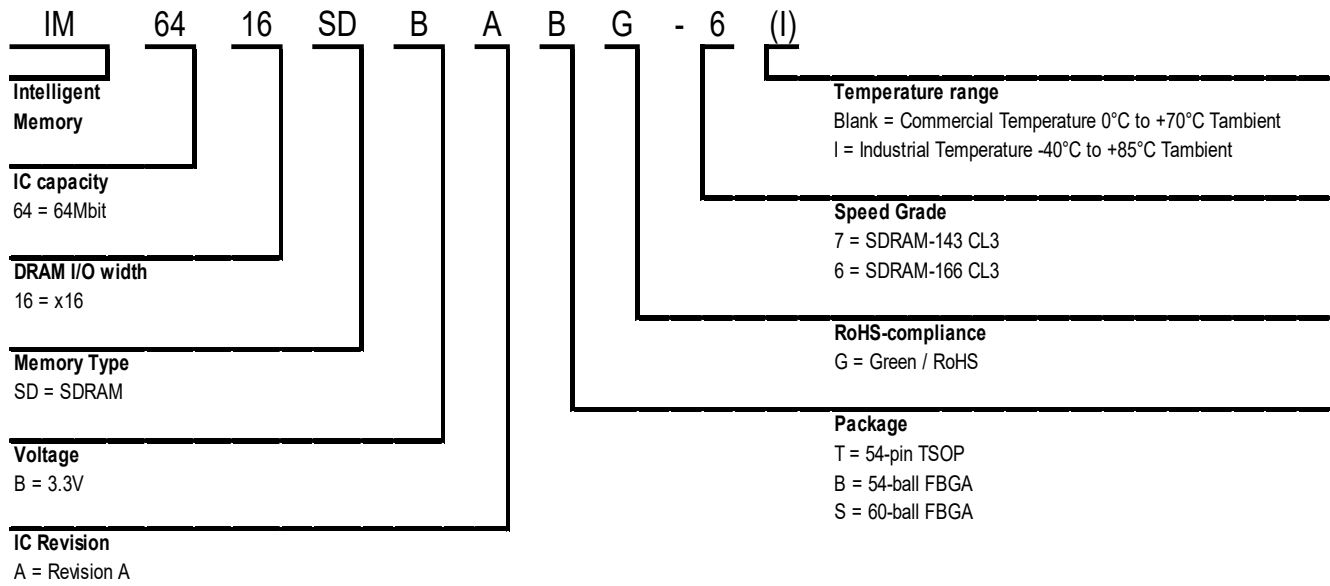 IM 64 16 SD B A B G - 6 (I)
Intelligent
Memory
IC capacity
64 = 64Mbit
DRAM I/O width
16 = x16
Memory Type
SD = SDRAM
Voltage
B = 3.3V
IC Revision
A = Revision A
Temperature range
Blank = Commercial Temperature 0°C to +70°C Tambient
I = Industrial Temperature -40°C to +85°C Tambient
Speed Grade
7 = SDRAM-143 CL3
6 = SDRAM-166 CL3
RoHS-compliance
G = Green / RoHS
Package
T = 54-pin TSOP
B = 54-ball FBGA
S = 60-ball FBGA